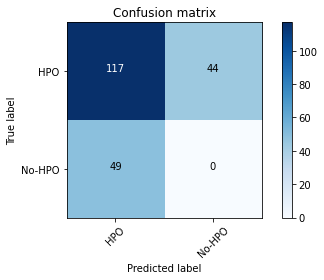 Confusion matrix
HPO
117
44
No-HPO
49
0
True label
HPO
No-HPO
Predicted label
100
80
60
40
20
0